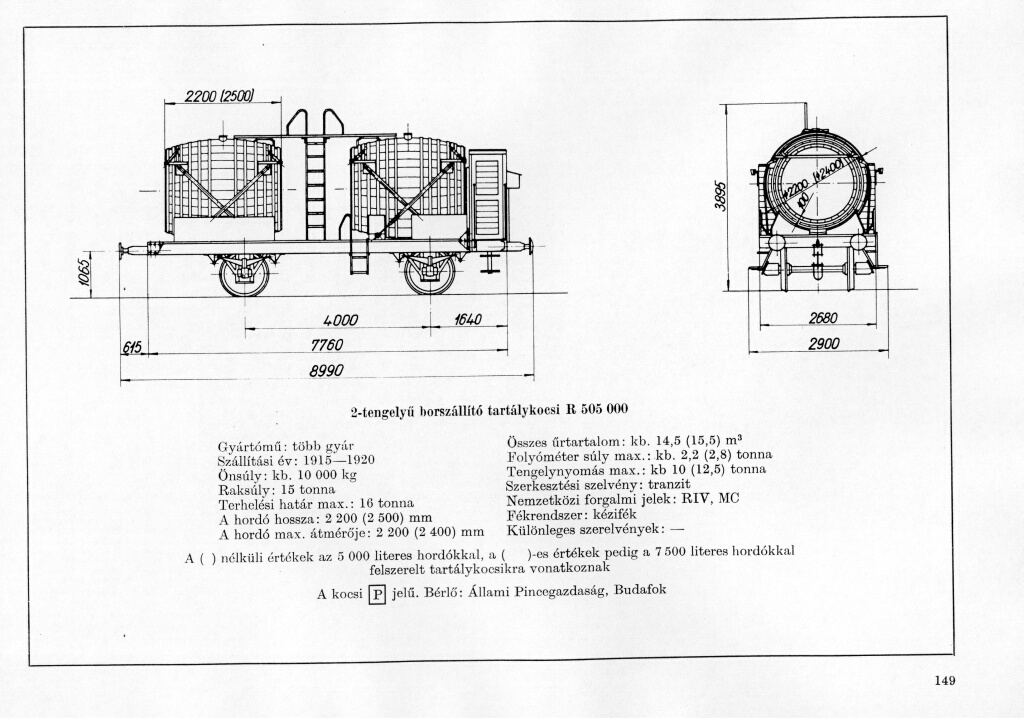 2200 (2500)
3895
⌀2200 (⌀2400)
1065
4000
1640
2680
615
7760
2900
8990
2-tengelyű borszállító tartálykocsi R 505 000
Gyártómű: több gyár
Szállítási év: 1915—1920
Önsúly: kb. 10 000 kg
Raksúly: 15 tonna
Terhelési határ max.: 16 tonna
A hordó hossza: 2 200 (2 500) mm
A hordó max. átmérője: 2 200 (2 400) mm
Összes űrtartalom: kb. 14,5 (15,5) m³
Folyóméter súly max.: kb. 2,2 (2,8) tonna
Tengelynyomás max.: kb 10 (12,5) tonna
Szerkesztési szelvény: tranzit
Nemzetközi forgalmi jelek: RIV, MC
Fékrendszer: kézifék
Különleges szerelvények: —
A ( ) nélküli értékek az 5 000 literes hordókkal, a ( )-es értékek pedig a 7 500 literes hordókkal
felszerelt tartálykocsikra vonatkoznak
A kocsi P jelű. Bérlő: Állami Pincegazdaság, Budafok
149